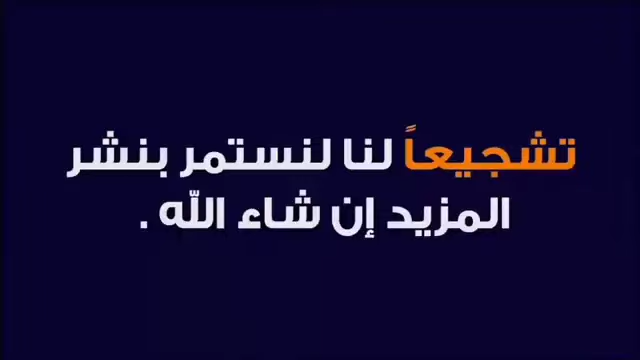 تشجيعاً لنا لنستمر بنشر
المزيد إن شاء الله .